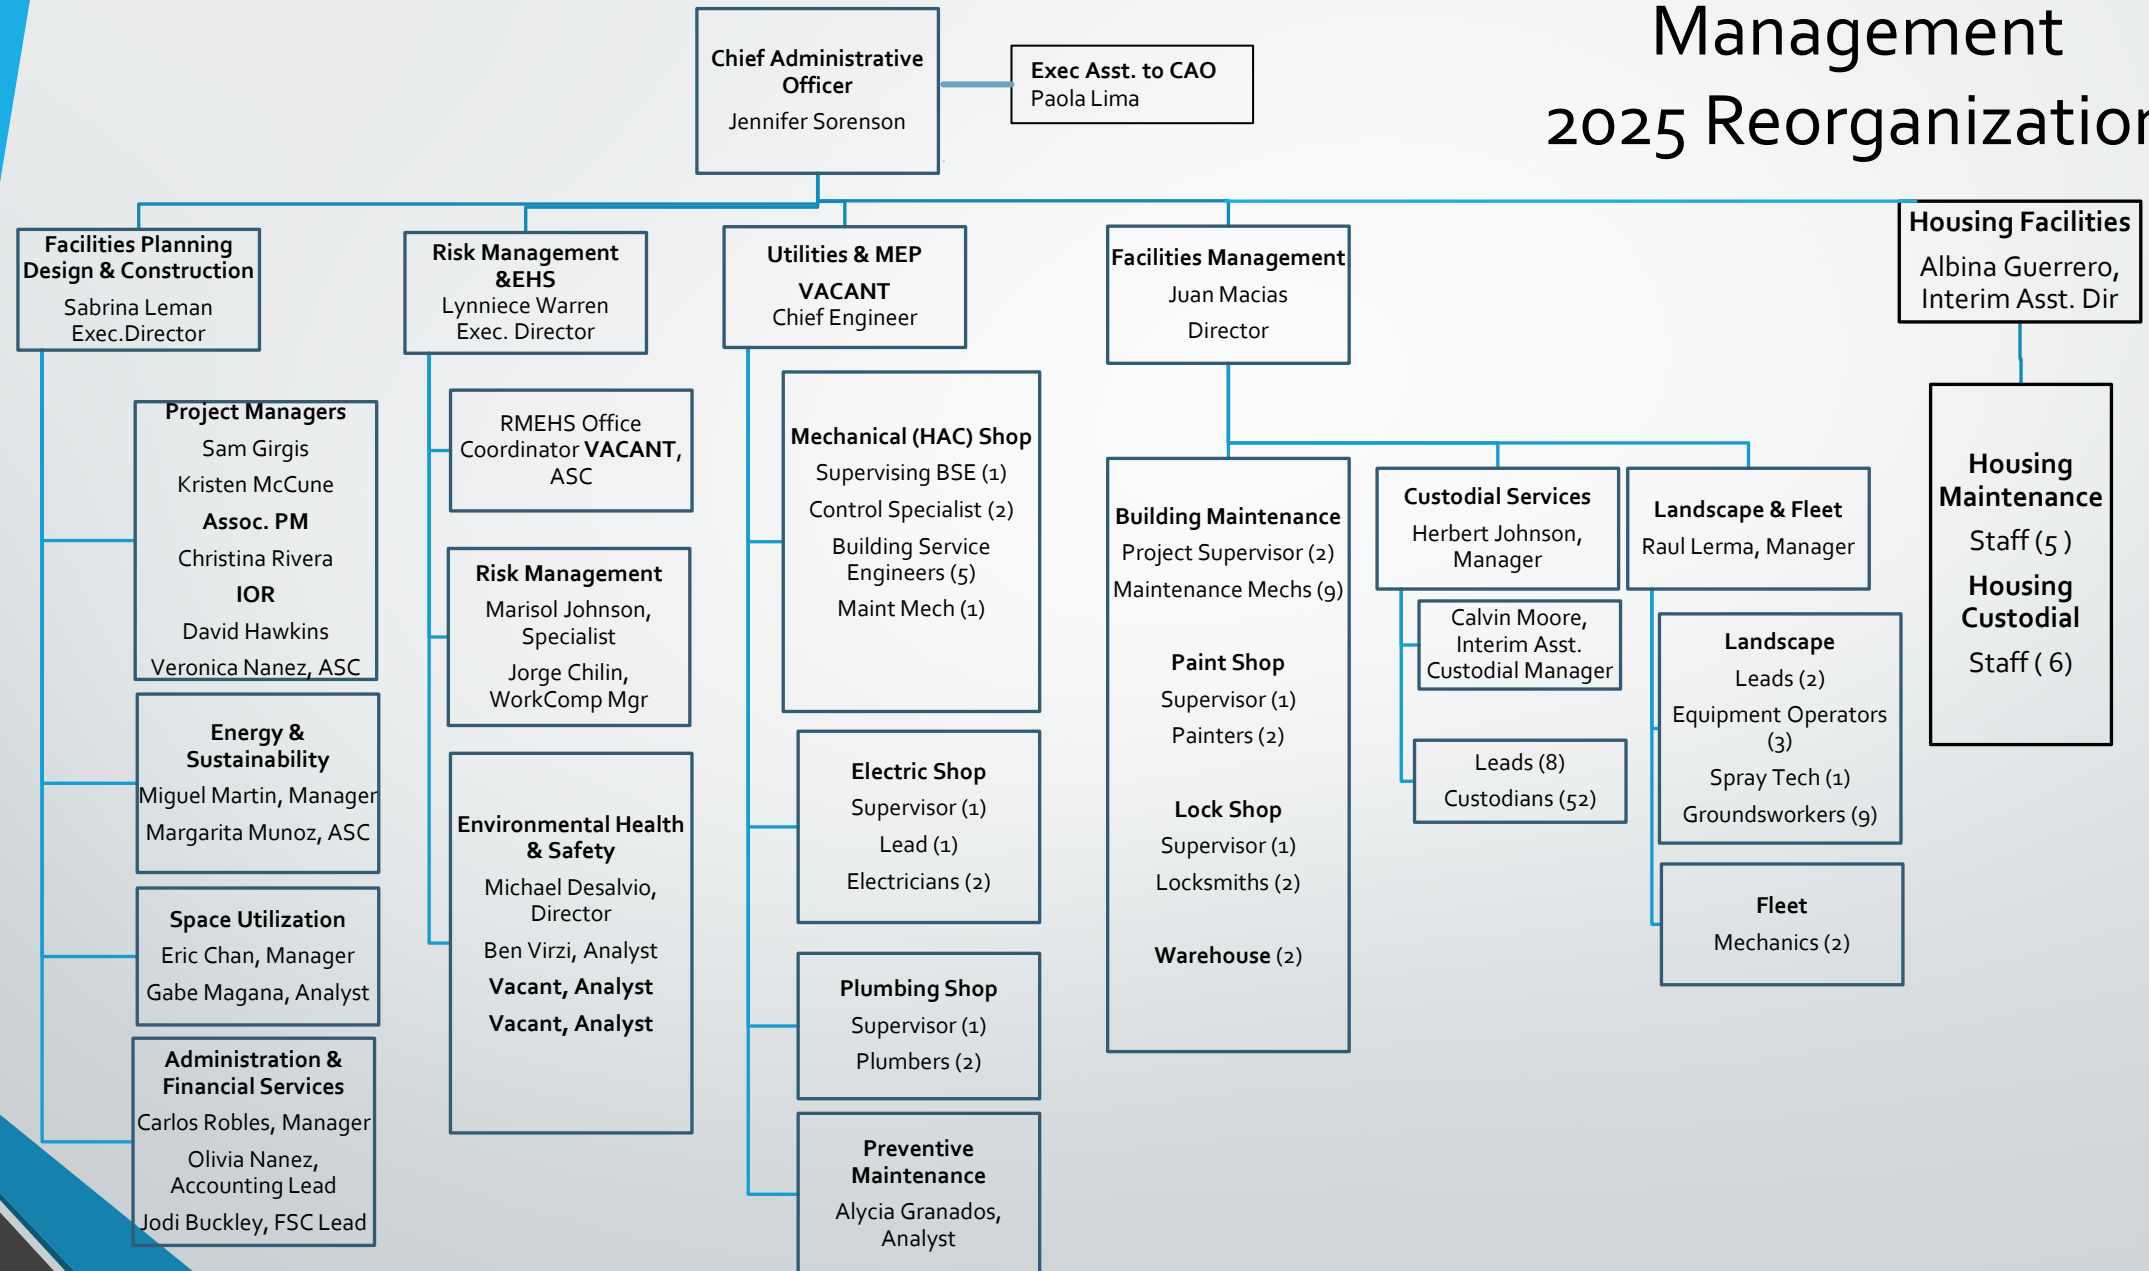 Management
2025 Reorganization
Chief Administrative
Officer
Jennifer Sorenson
Exec Asst. to CAO
Paola Lima
Facilities Planning
Design & Construction
Sabrina Leman
Exec.Director
Project Managers
Sam Girgis
Kristen McCune
Assoc. PM
Christina Rivera
IOR
David Hawkins
Veronica Nanez, ASC
Energy &
Sustainability
Miguel Martin, Manager
Margarita Munoz, ASC
Space Utilization
Eric Chan, Manager
Gabe Magana, Analyst
Administration &
Financial Services
Carlos Robles, Manager
Olivia Nanez,
Accounting Lead
Jodi Buckley, FSC Lead
Risk Management
&EHS
Lynniece Warren
Exec. Director
RMEHS Office
Coordinator VACANT,
ASC
Risk Management
Marisol Johnson,
Specialist
Jorge Chilin,
WorkComp Mgr
Environmental Health
& Safety
Michael Desalvio,
Director
Ben Virzi, Analyst
Vacant, Analyst
Vacant, Analyst
Utilities & MEP
VACANT
Chief Engineer
Mechanical (HAC) Shop
Supervising BSE (1)
Control Specialist (2)
Building Service
Engineers (5)
Maint Mech (1)
Electric Shop
Supervisor (1)
Lead (1)
Electricians (2)
Plumbing Shop
Supervisor (1)
Plumbers (2)
Preventive
Maintenance
Alycia Granados,
Analyst
Facilities Management
Juan Macias
Director
Building Maintenance
Project Supervisor (2)
Maintenance Mechs (9)
Paint Shop
Supervisor (1)
Painters (2)
Lock Shop
Supervisor (1)
Locksmiths (2)
Warehouse (2)
Custodial Services
Herbert Johnson,
Manager
Calvin Moore,
Interim Asst.
Custodial Manager
Leads (8)
Custodians (52)
Landscape & Fleet
Raul Lerma, Manager
Landscape
Leads (2)
Equipment Operators
(3)
Spray Tech (1)
Groundsworkers (9)
Fleet
Mechanics (2)
Housing Facilities
Albina Guerrero,
Interim Asst. Dir
Housing
Maintenance
Staff (5 )
Housing
Custodial
Staff ( 6)